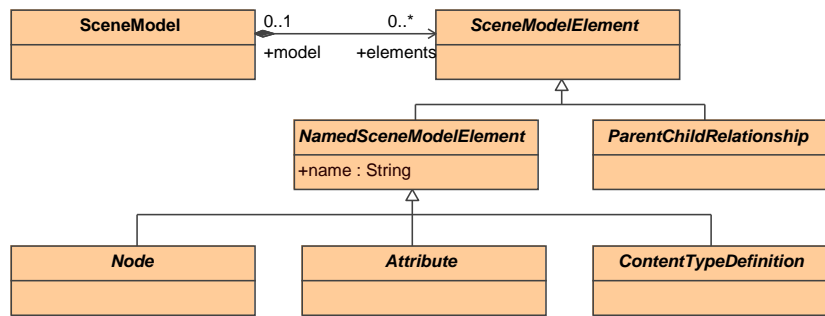 SceneModel
0..1
0..*
SceneModelElement
+model
+elements
NamedSceneModelElement
+name : String
ParentChildRelationship
Node
Attribute
ContentTypeDefinition